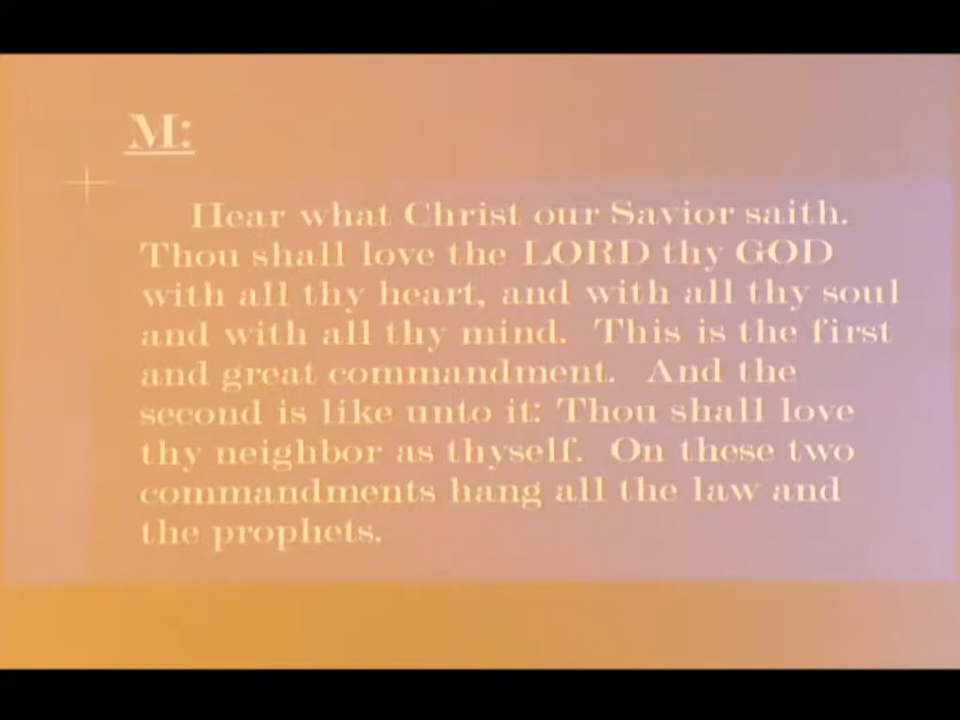 M:
Hear what Christ our Savior saith.
Thou shall love the LORD thy GOD
with all thy heart, and with all thy soul
and with all thy mind. This is the first
and great commandment. And the
second is like unto it: Thou shall love
thy neighbor as thyself. On these two
commandments hang all the law and
the prophets.